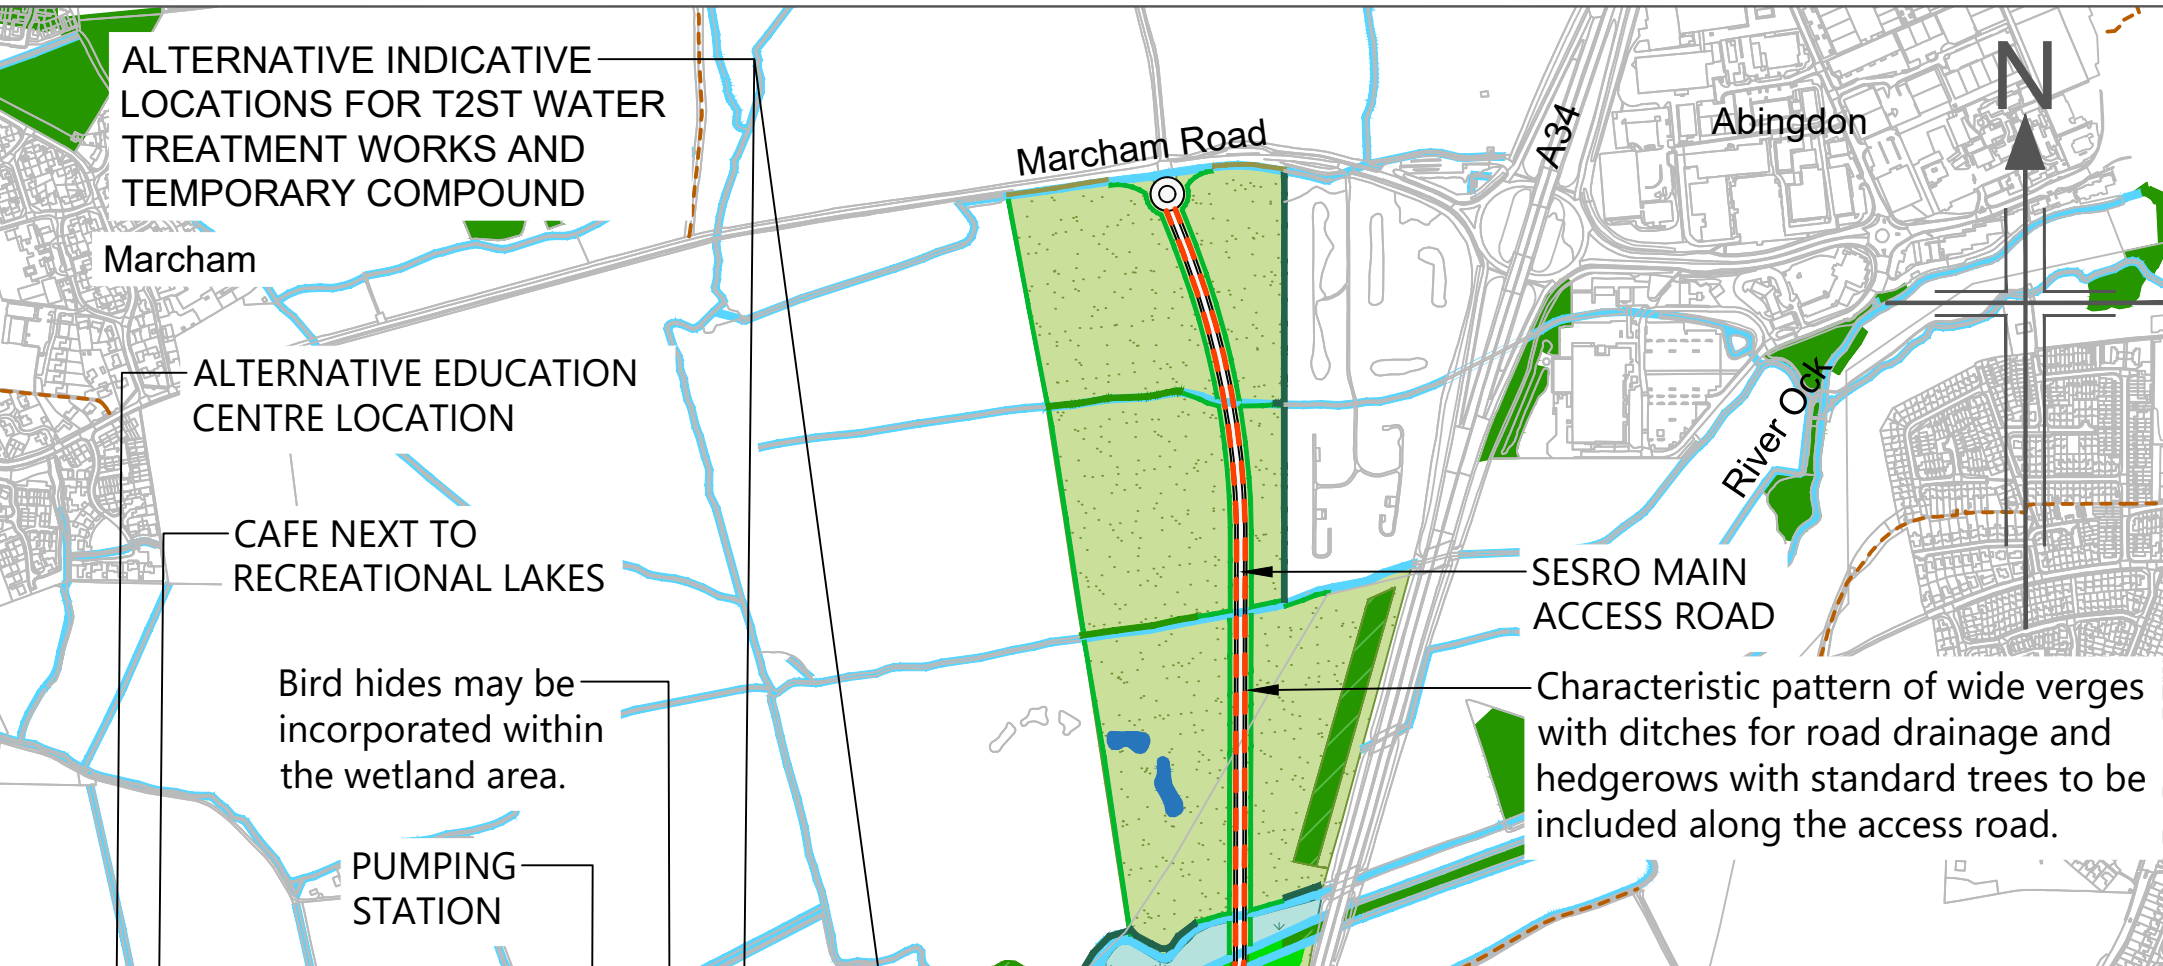 ALTERNATIVE INDICATIVE
LOCATIONS FOR T2ST WATER
TREATMENT WORKS AND
TEMPORARY COMPOUND
Marcham Road
A34
Abingdon
N
Marcham
ALTERNATIVE EDUCATION
CENTRE LOCATION
River Ock
CAFE NEXT TO
RECREATIONAL LAKES
SESRO MAIN
ACCESS ROAD
Bird hides may be
incorporated within
the wetland area.
Characteristic pattern of wide verges
with ditches for road drainage and
hedgerows with standard trees to be
included along the access road.
PUMPING
STATION